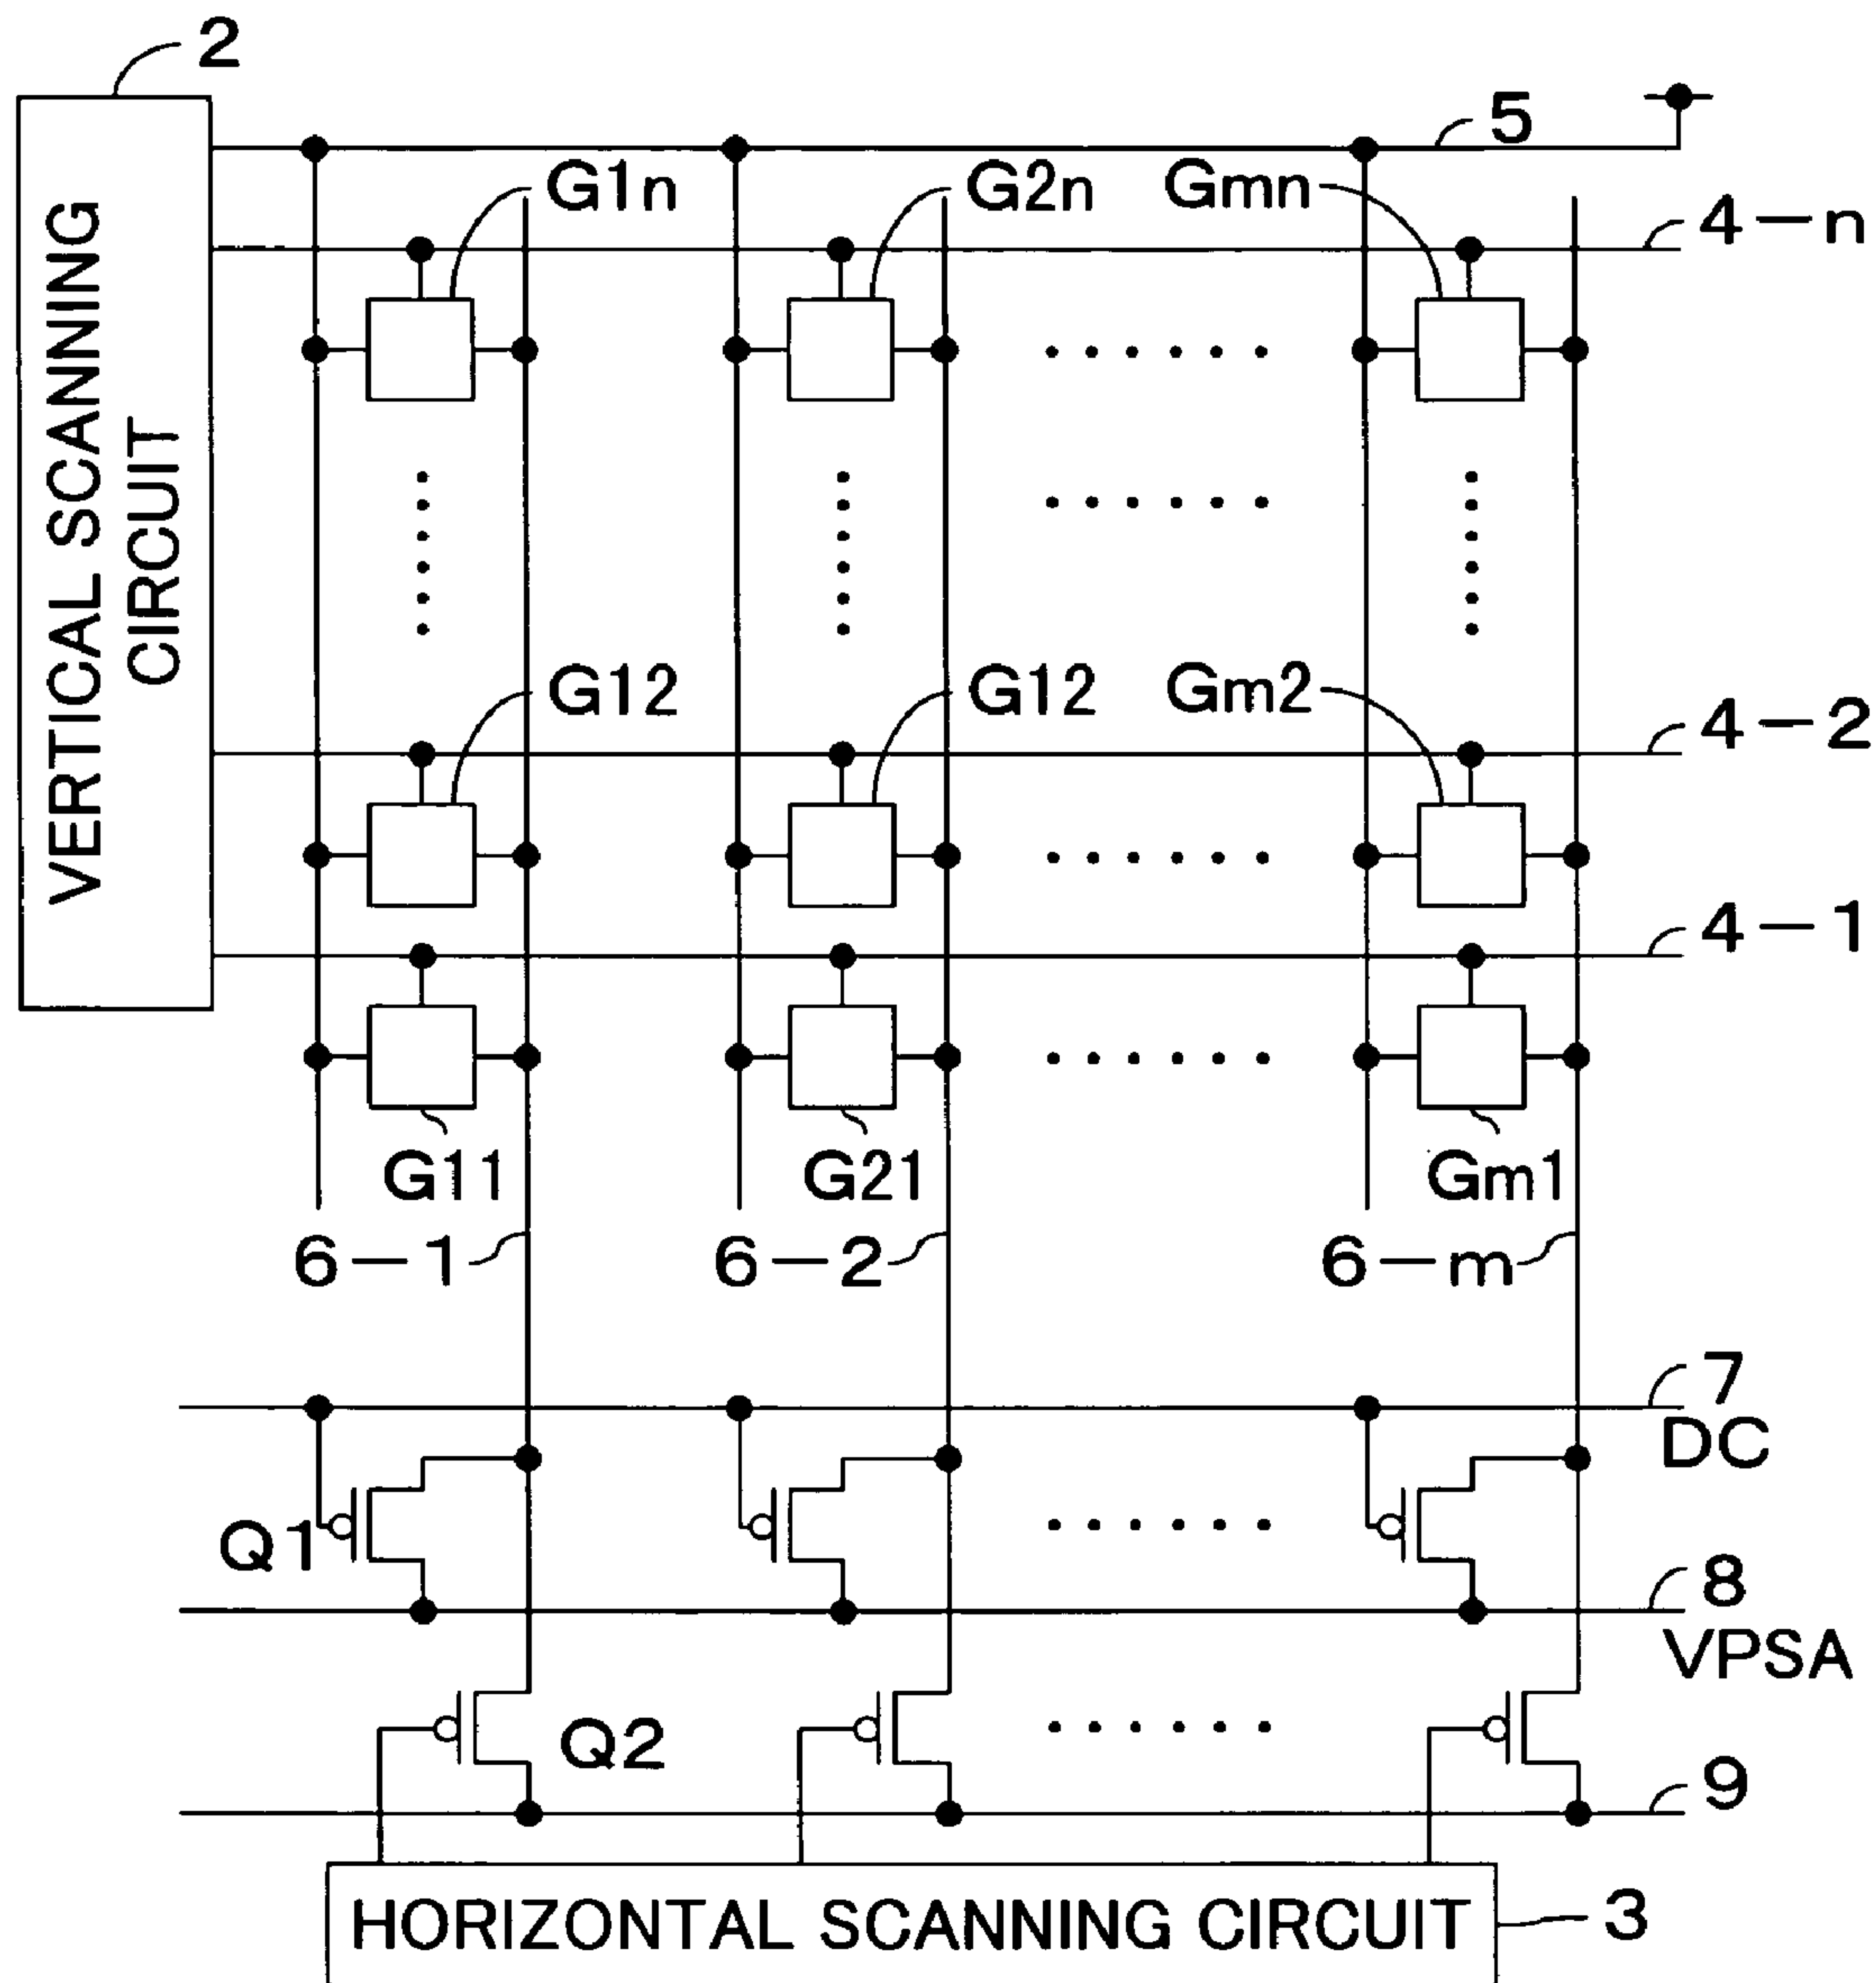 2
5
G1n G2n Gmn
4-n
VERTICAL SCANNING
CIRCUIT
G12 G12 Gm2
4-2
4-1
G11 G21 Gm1
6-1 6-2 6-m
7
DC
Q1
8
VPSA
Q2
9
HORIZONTAL SCANNING CIRCUIT
3